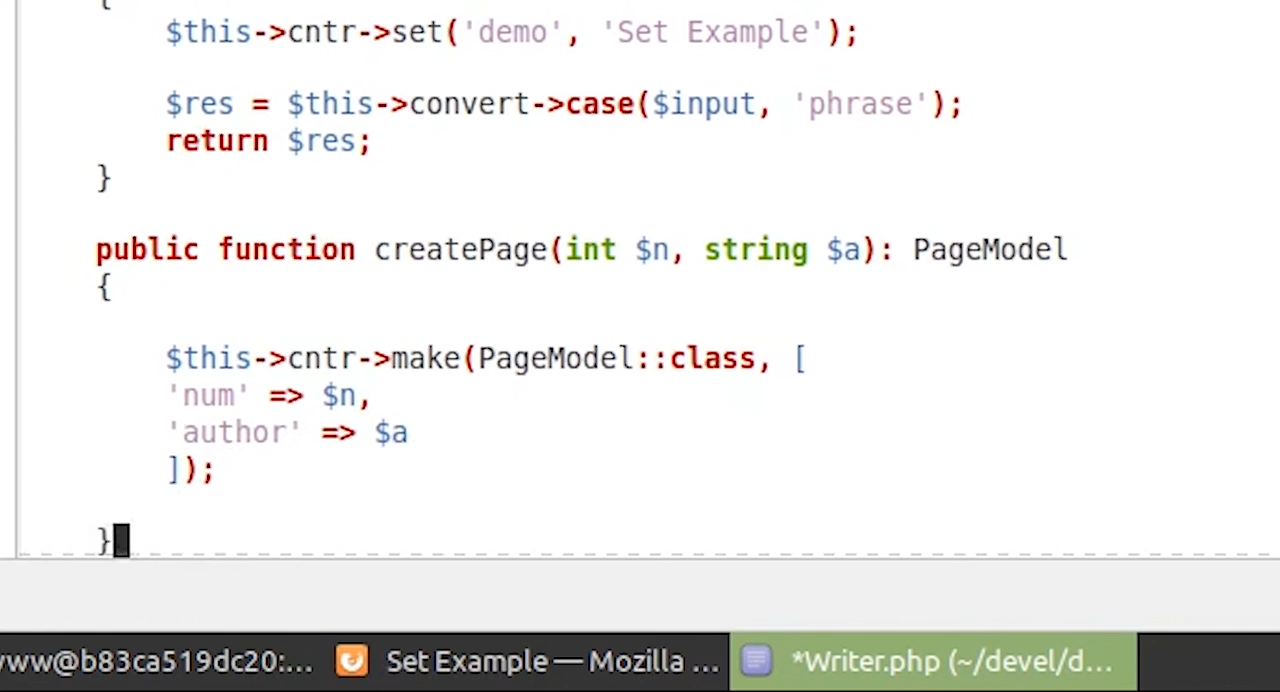 {
$this->cntr->set('demo', 'Set Example');
$res = $this->convert->case($input, 'phrase');
return $res;
}
public function createPage(int $n, string $a): PageModel
{
$this->cntr->make(PageModel::class, [
'num' => $n,
'author' => $a
]);
}
www@b83ca519dc20:... Set Example — Mozilla ... *Writer.php (~/devel/d...